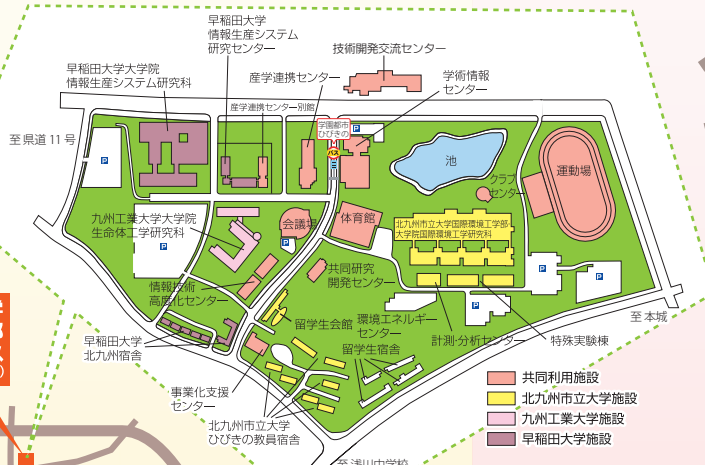 早稲田大学
情報生産システム
研究センター
技術開発交流センター
早稲田大学大学院
情報生産システム研究科
産学連携センター
学術情報
センター
産学連携センター別館
学園都市
ひびきの
P
バス
至県道11号
P
池
運動場
クラブ
センター
九州工業大学大学院
生命体工学研究科
会議場
体育館
北九州市立大学国際環境工学部・
大学院国際環境工学研究科
P
P
情報技術
高度化センター
共同研究
開発センター
P
P
P
留学生会館
環境エネルギー
センター
計測・分析センター
特殊実験棟
至本城
早稲田大学
北九州宿舎
留学生宿舎
事業化支援
センター
北九州市立大学
ひびきの教員宿舎
共同利用施設
北九州市立大学施設
九州工業大学施設
早稲田大学施設
至浅川中学校